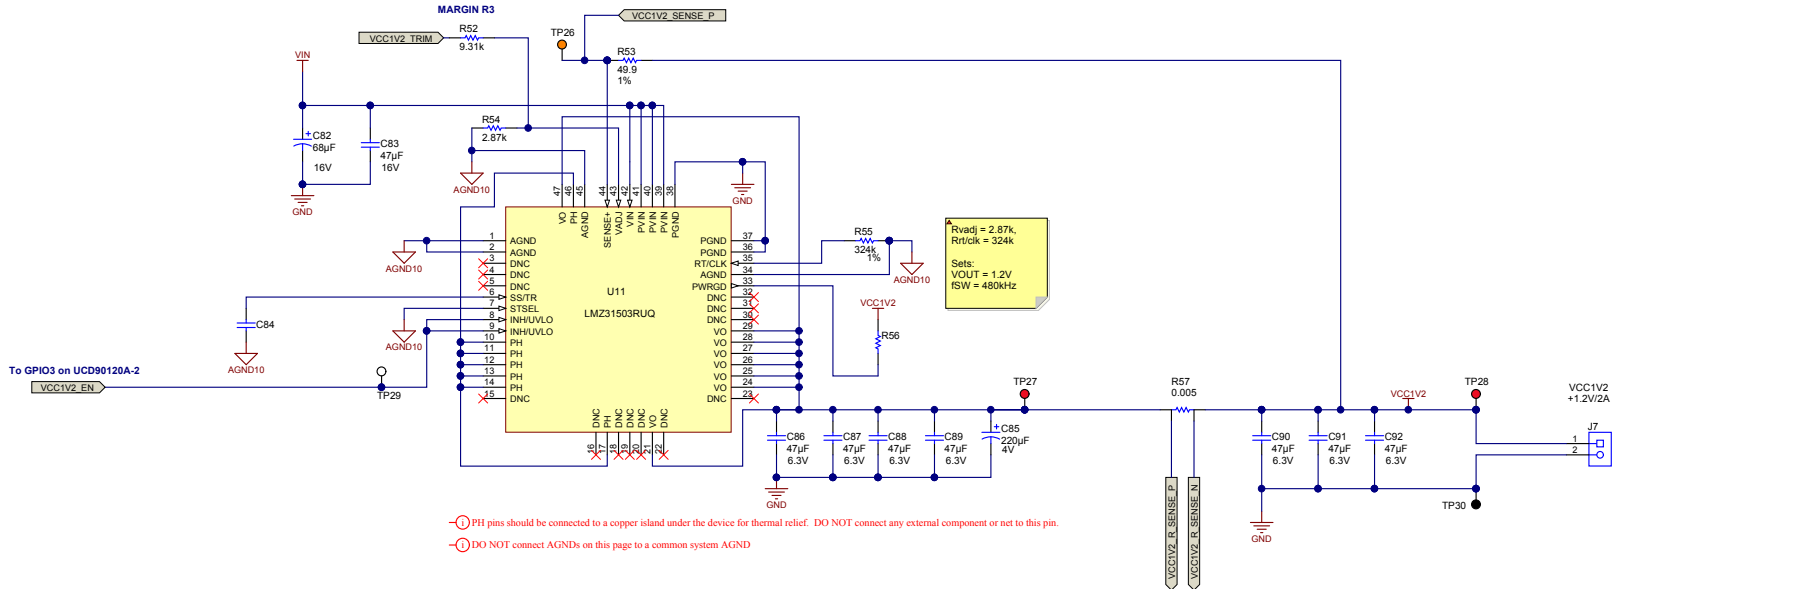 MARGIN R3
VCC1V2_TRIM
R52
9.31k
VCC1V2_SENSE_P
TP26
R53
49.9
1%
VIN
C82
68µF
16V
C83
47µF
16V
GND
R54
2.87k
AGND10
47
46
45
44
43
42
41
40
39
38
VO
PH
AGND
SENSE+
VADJ
VIN
PVIN
PVIN
PVIN
PGND
GND
1 AGND
2 AGND
3 DNC
4 DNC
5 DNC
6 SS/TR
7 STSEL
8 INH/UVLO
9 INH/UVLO
10 PH
11 PH
12 PH
13 PH
14 PH
15 DNC
U11
LMZ31503RUQ
PGND 37
PGND 36
RT/CLK 35
AGND 34
PWRGD 33
DNC 32
DNC 31
DNC 30
VO 29
VO 28
VO 27
VO 26
VO 25
VO 24
DNC 23
DNC
PH
DNC
DNC
DNC
VO
DNC
16
17
18
19
20
21
22
AGND10
AGND10
C84
AGND10
To GPIO3 on UCD90120A-2
VCC1V2_EN
TP29
R55
324k
1%
AGND10
VCC1V2
R56
Rvadj = 2.87k,
Rrt/clk = 324k
Sets:
VOUT = 1.2V
fSW = 480kHz
C86
47µF
6.3V
C87
47µF
6.3V
C88
47µF
6.3V
C89
47µF
6.3V
C85
220µF
4V
GND
TP27
R57
0.005
VCC1V2_R_SENSE_P
VCC1V2_R_SENSE_N
C90
47µF
6.3V
C91
47µF
6.3V
C92
47µF
6.3V
GND
VCC1V2
TP28
TP30
VCC1V2
+1.2V/2A
J7
1
2
PH pins should be connected to a copper island under the device for thermal relief. DO NOT connect any external component or net to this pin.
DO NOT connect AGNDs on this page to a common system AGND